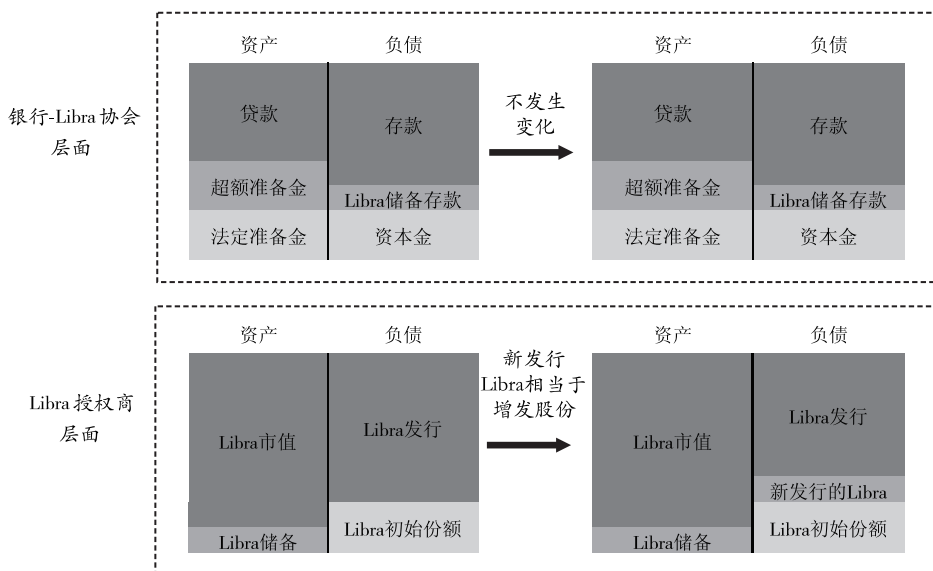 资产
负债
资产
负债
银行-Libra协会
层面
贷款
存款
超额准备金
Libra储备存款
法定准备金
资本金
不发生
变化
贷款
存款
超额准备金
Libra储备存款
法定准备金
资本金
资产
负债
资产
负债
Libra授权商
层面
Libra市值
Libra发行
Libra储备
Libra初始份额
新发行
Libra相当于
增发股份
Libra市值
Libra发行
新发行的Libra
Libra储备
Libra初始份额